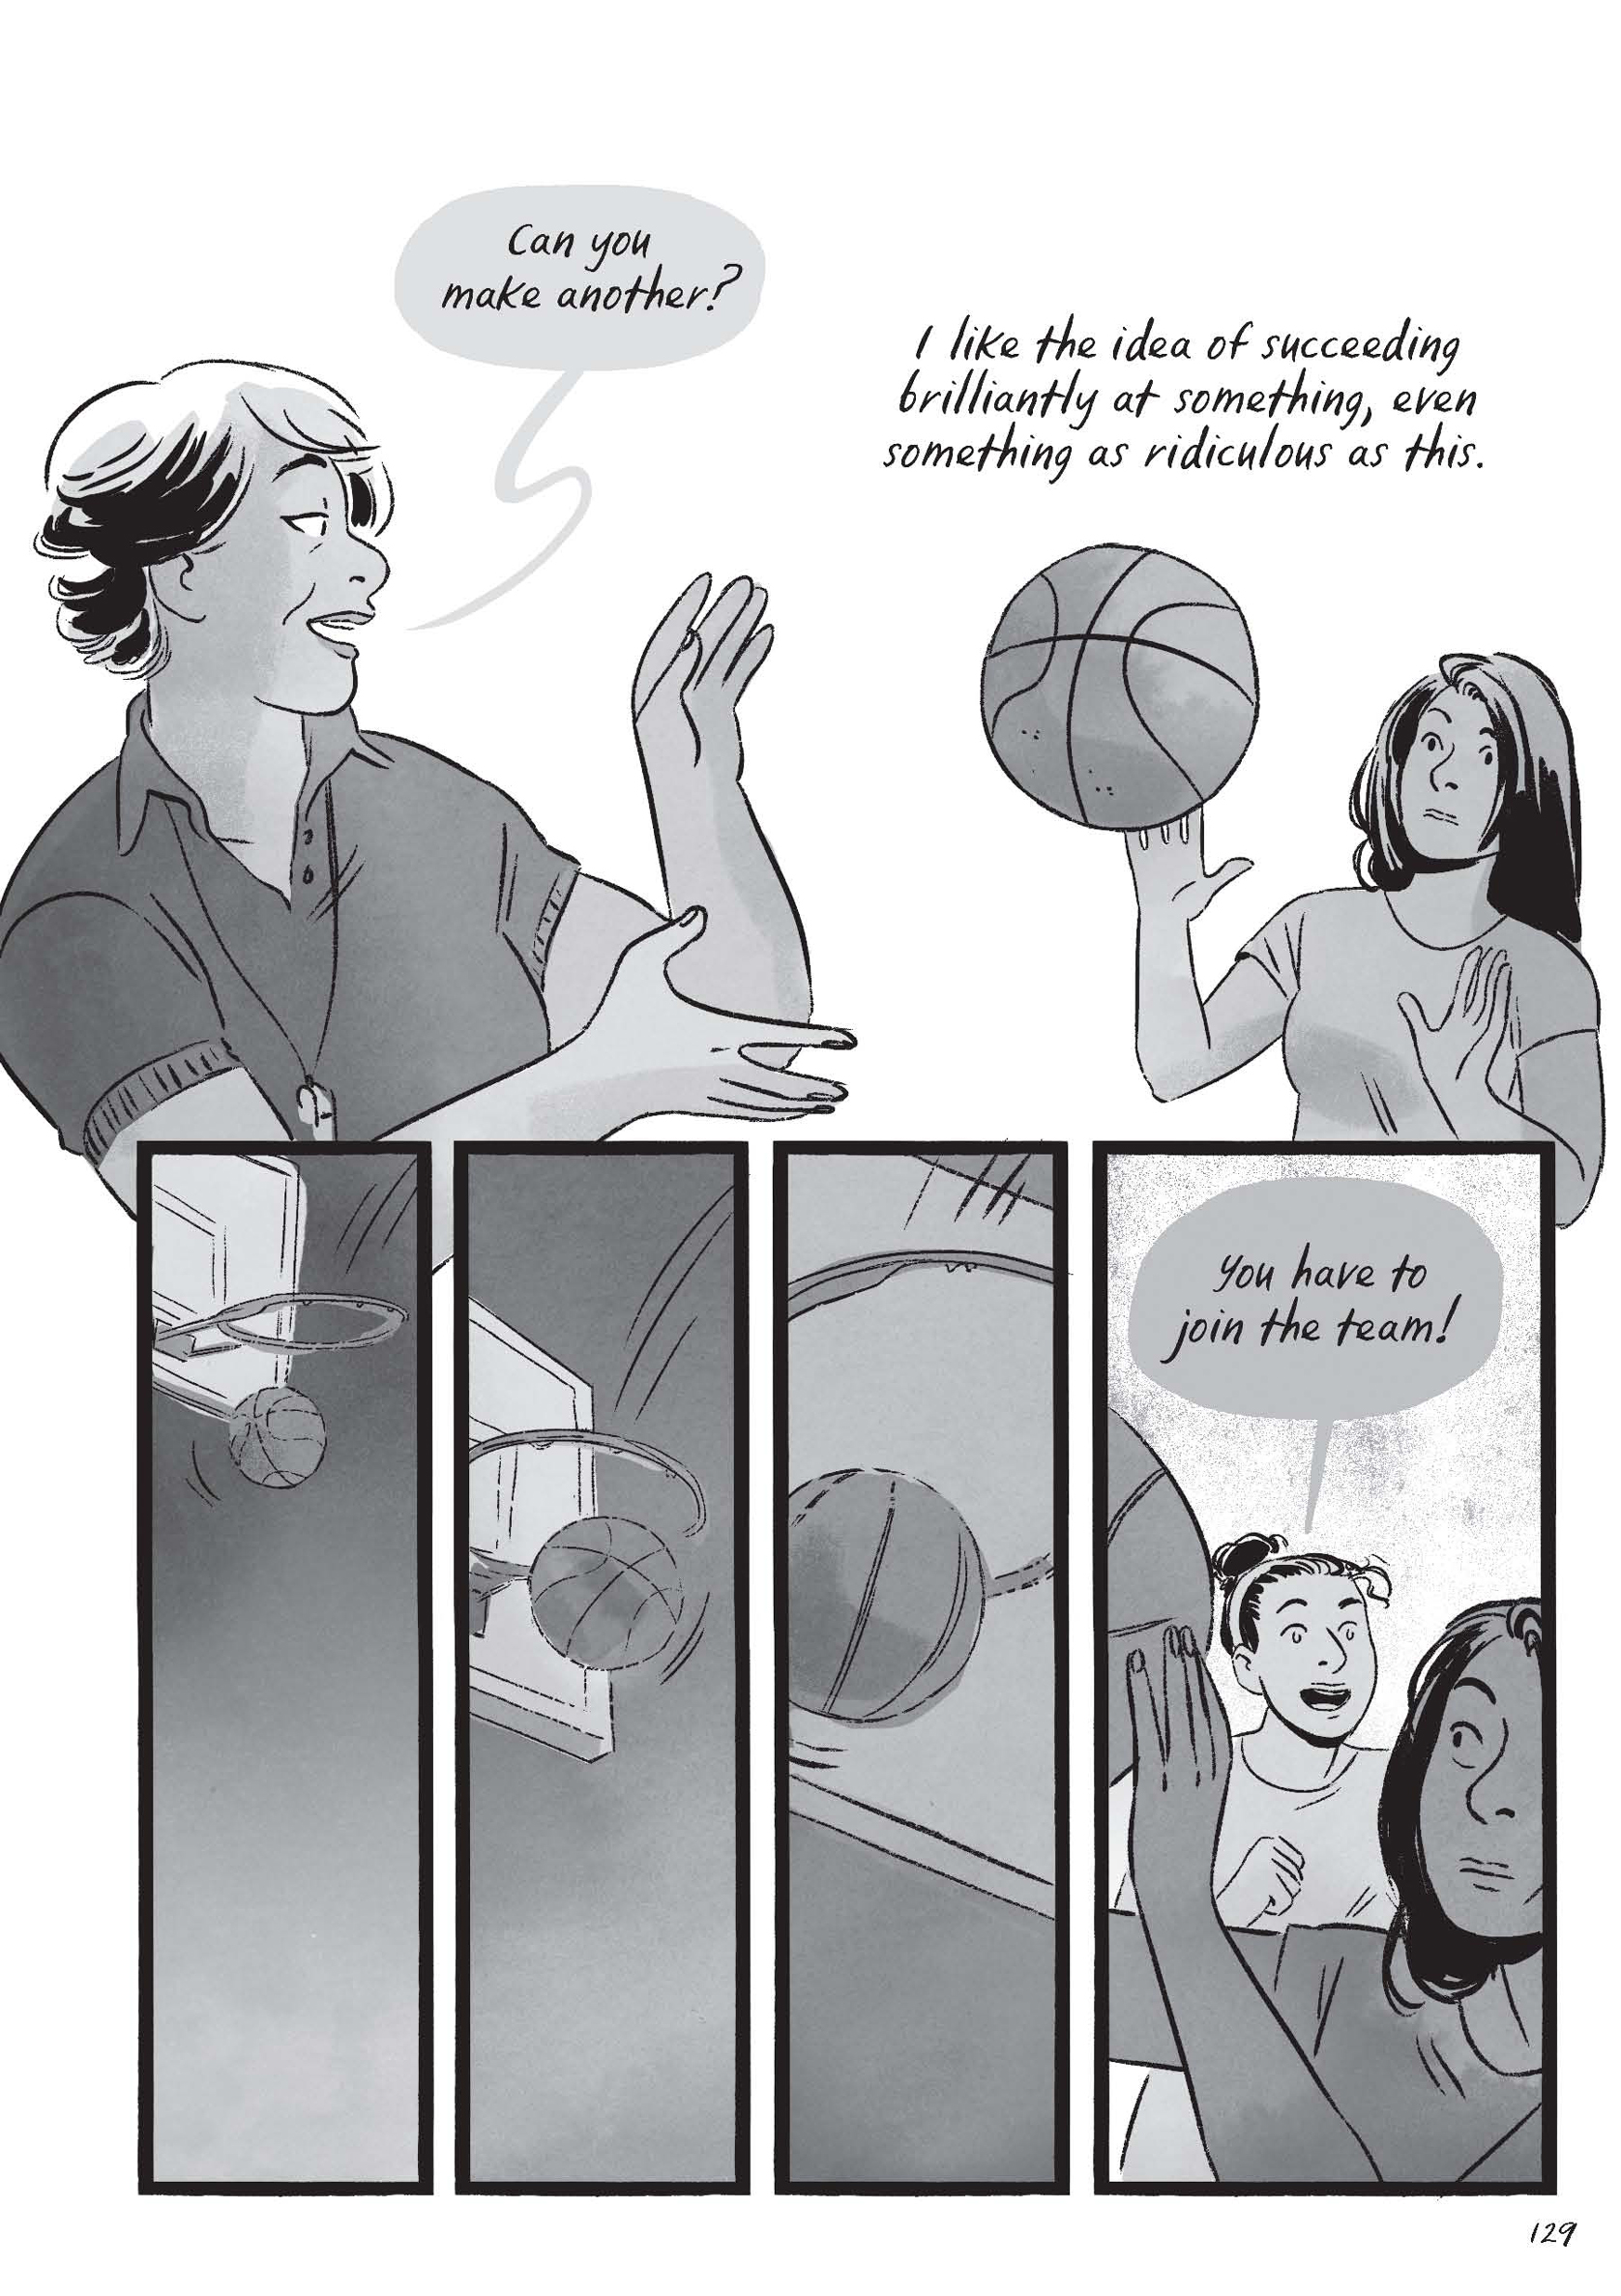 Can you
make another?
I like the idea of succeeding
brilliantly at something, even
something as ridiculous as this.
You have to
join the team!
129